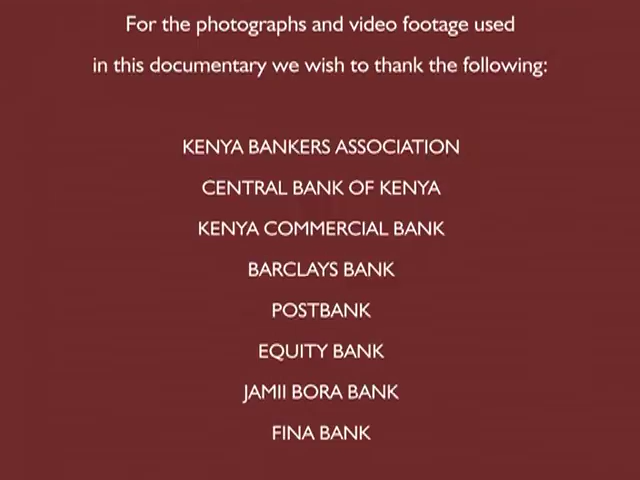 For the photographs and video footage used
in this documentary we wish to thank the following:
KENYA BANKERS ASSOCIATION
CENTRAL BANK OF KENYA
KENYA COMMERCIAL BANK
BARCLAYS BANK
POSTBANK
EQUITY BANK
JAMII BORA BANK
FINA BANK